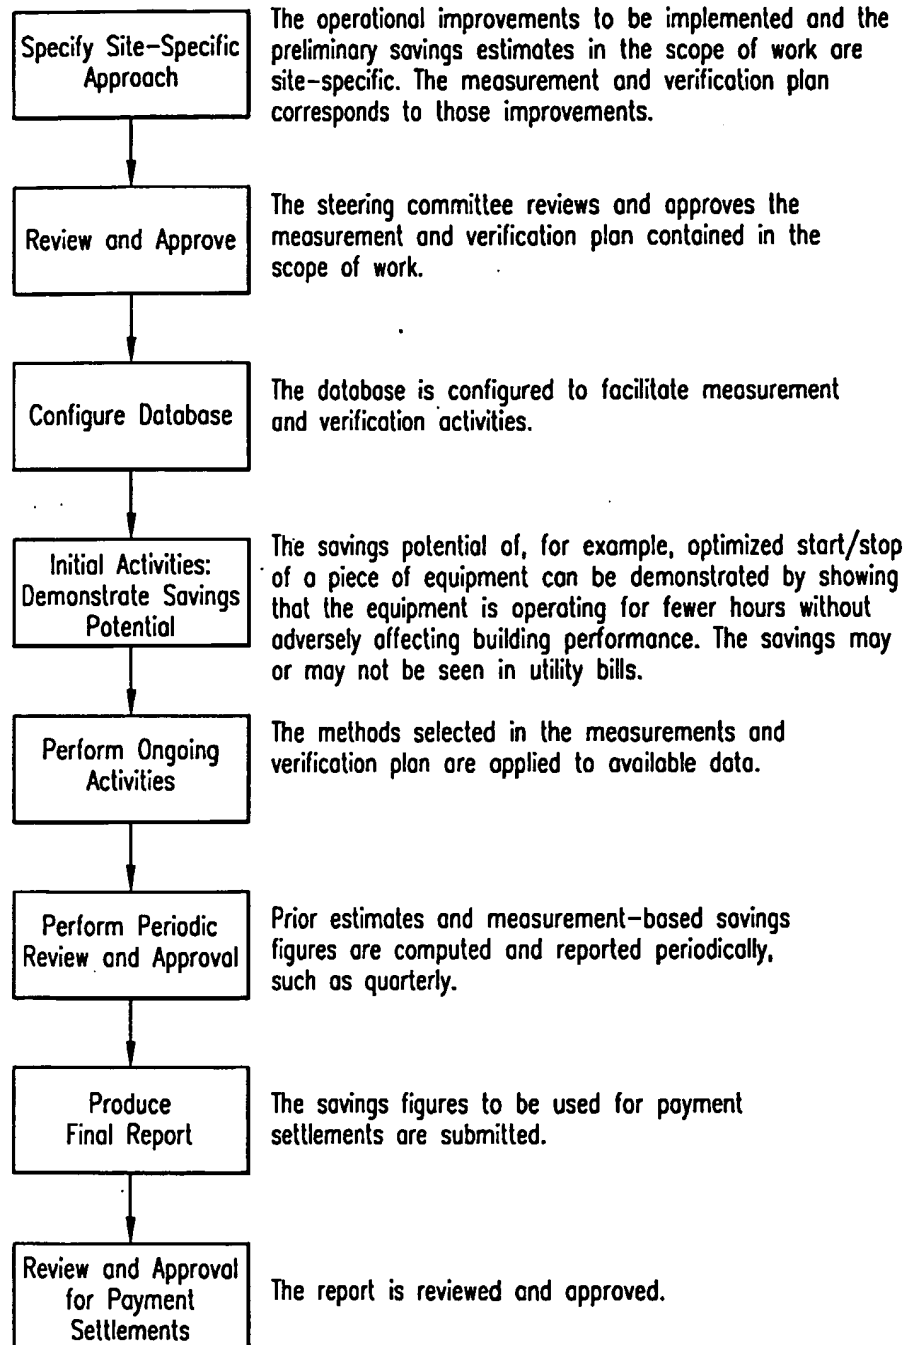 Specify Site-Specific
Approach
The operational improvements to be implemented and the
preliminary savings estimates in the scope of work are
site-specific. The measurement and verification plan
corresponds to those improvements.
Review and Approve
The steering committee reviews and approves the
measurement and verification plan contained in the
scope of work.
Configure Database
The database is configured to facilitate measurement
and verification activities.
Initial Activities:
Demonstrate Savings
Potential
The savings potential of, for example, optimized start/stop
of a piece of equipment can be demonstrated by showing
that the equipment is operating for fewer hours without
adversely affecting building performance. The savings may
or may not be seen in utility bills.
Perform Ongoing
Activities
The methods selected in the measurements and
verification plan are applied to available data.
Perform Periodic
Review and Approval
Prior estimates and measurement-based savings
figures are computed and reported periodically,
such as quarterly.
Produce
Final Report
The savings figures to be used for payment
settlements are submitted.
Review and Approval
for Payment
Settlements
The report is reviewed and approved.